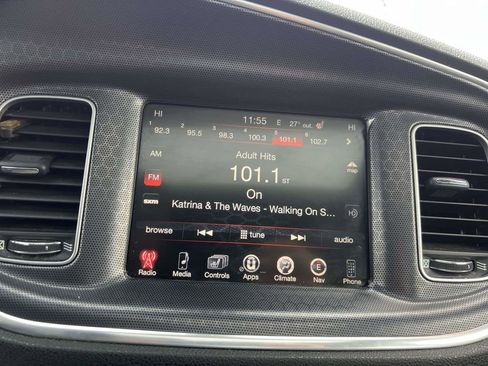 HI 11:55 E 27° out. HI
1 2 3 4 5 6
92.3 95.5 98.3 100.3 101.1 102.7
AM
Adult Hits
FM
101.1 ST
map
On
sxm
Katrina & The Waves - Walking On S...
browse tune audio
Radio Media Controls Apps Climate Nav Phone
E